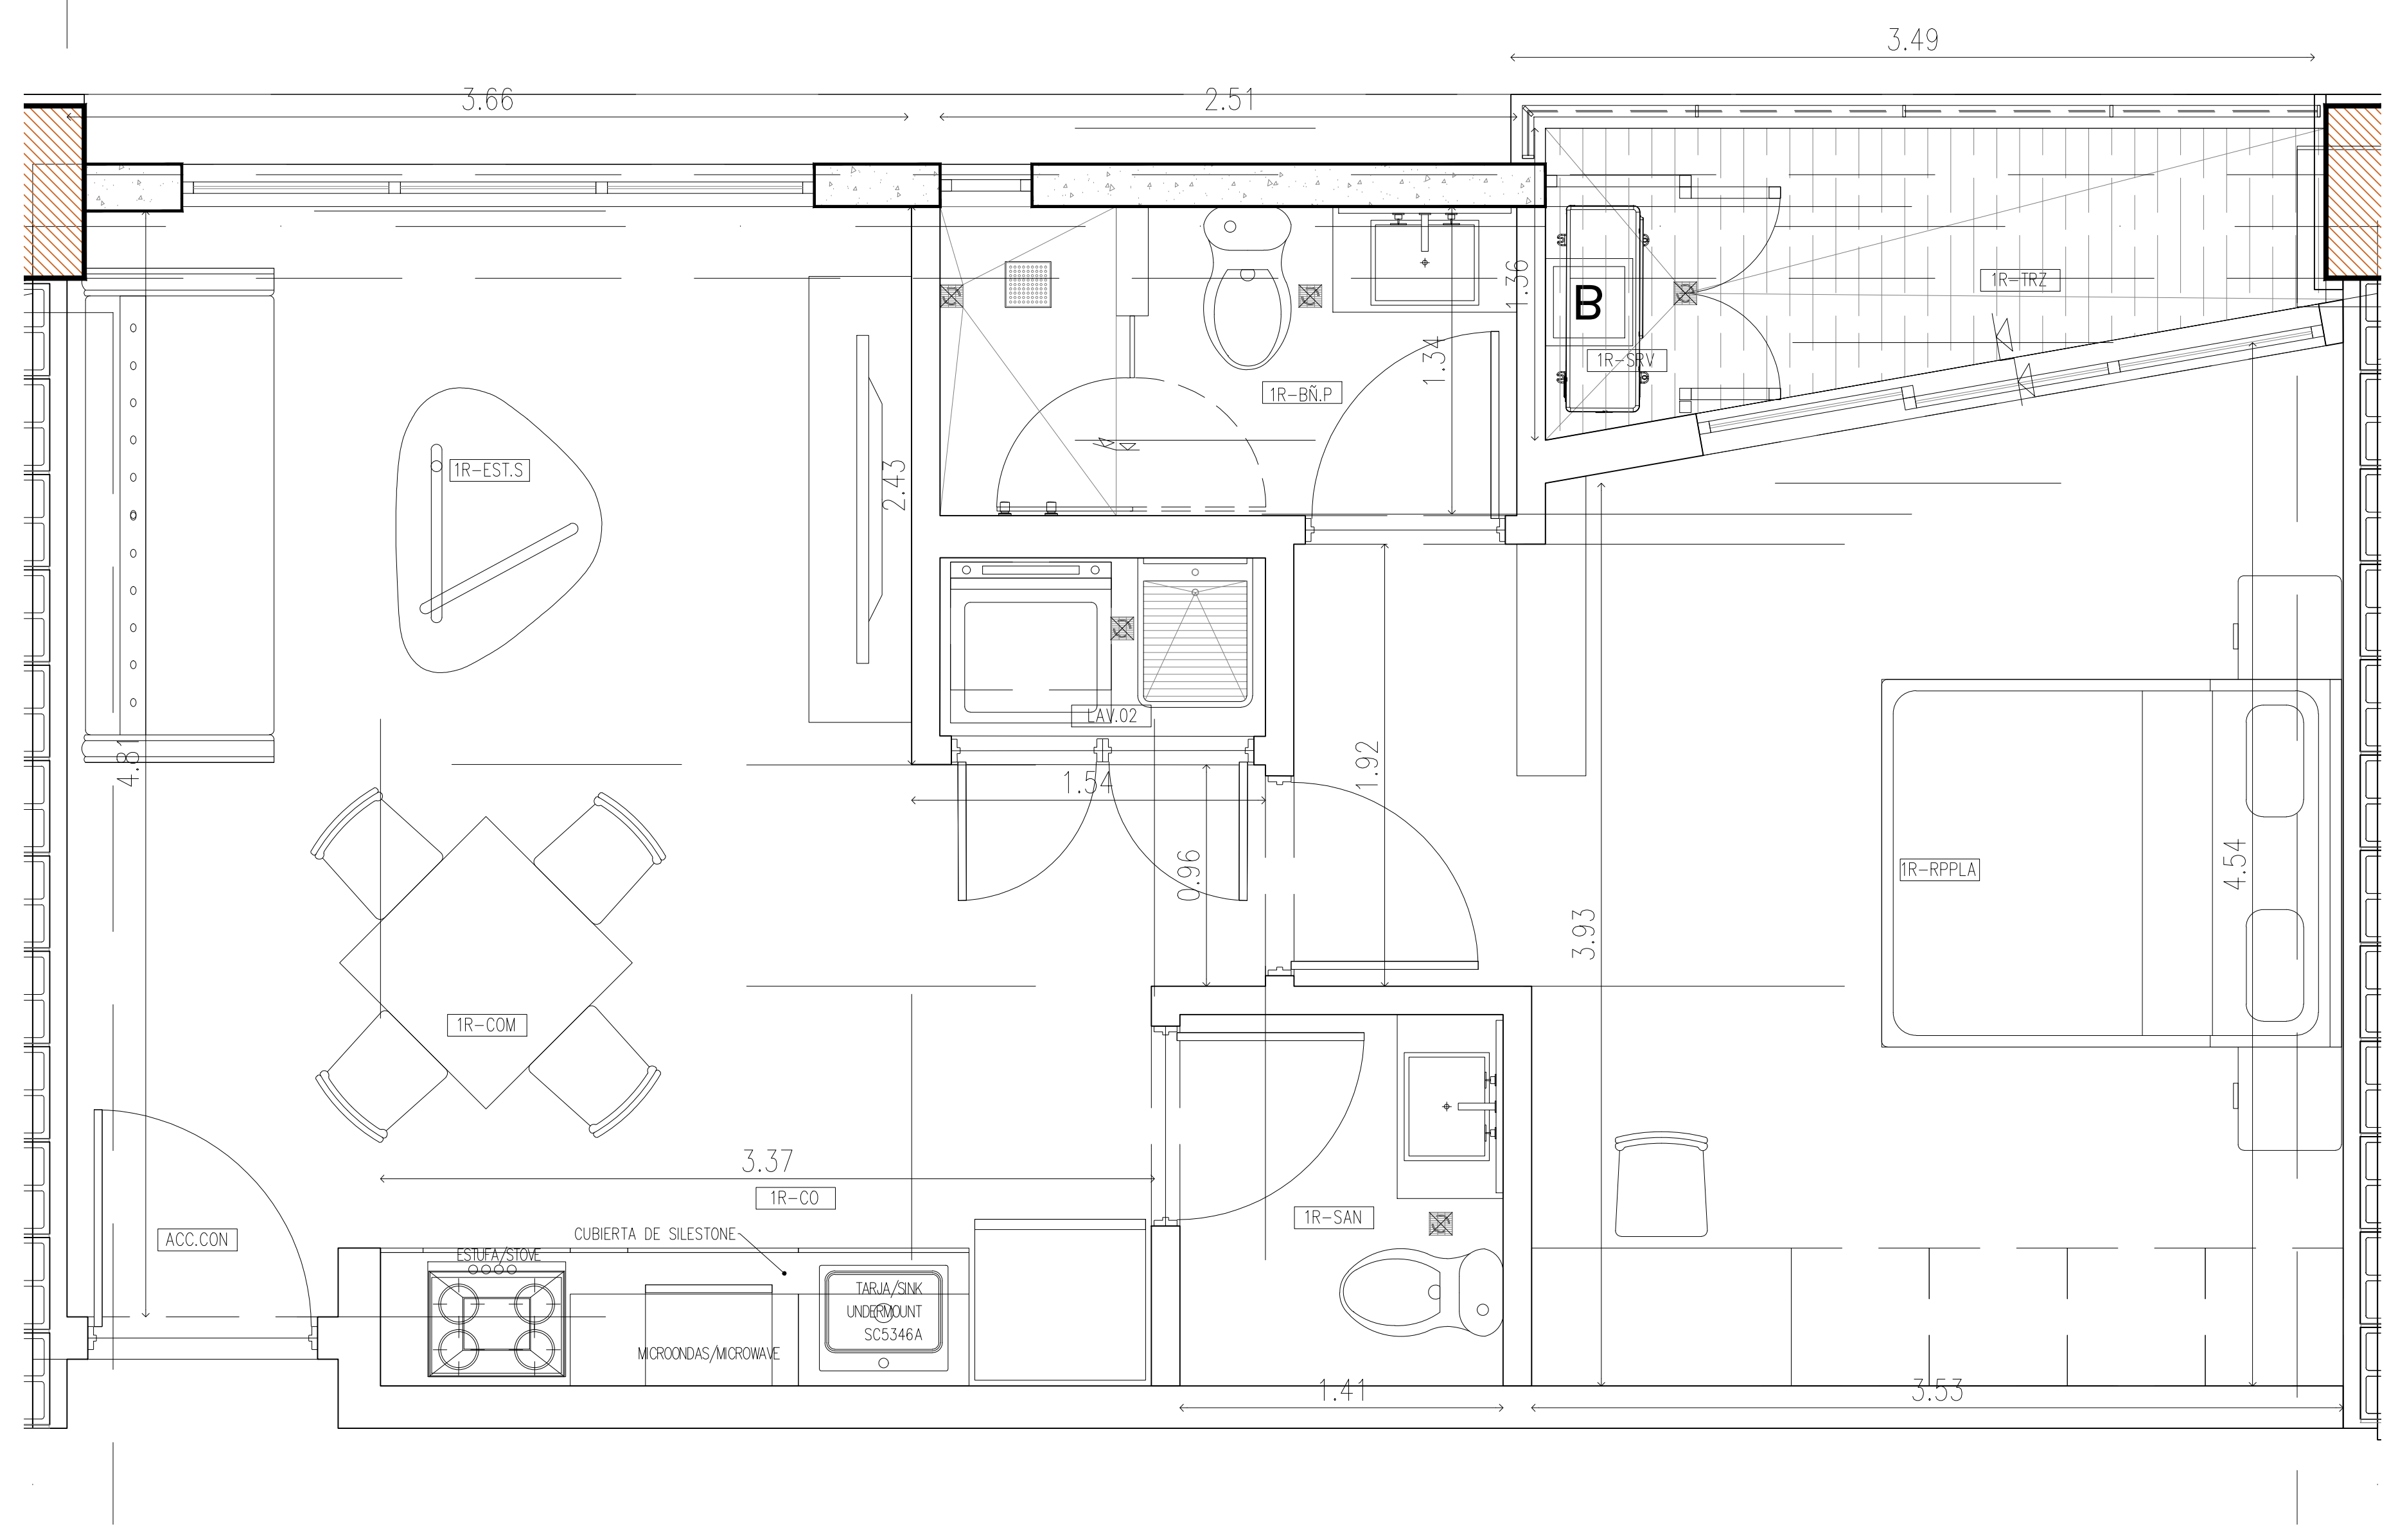 3.49
3.66
2.51
1R-TRZ
1.36
B
1R-SRV
1.34
1R-BÑ.P
1R-EST.S
2.43
LAV.02
4.81
1.54
1.92
0.96
1R-RPPLA
4.54
3.93
1R-COM
3.37
1R-CO
1R-SAN
ACC.CON
CUBIERTA DE SILESTONE
ESTUFA/STOVE
TARJA/SINK
UNDERMOUNT
SC5346A
MICROONDAS/MICROWAVE
1.41
3.53